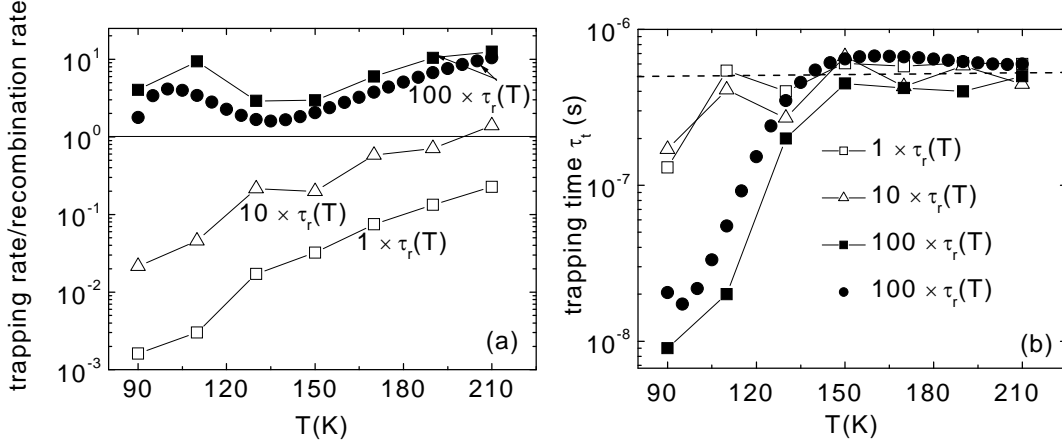 trapping rate/recombination rate
10¹
10⁰
10⁻¹
10⁻²
10⁻³
100 × τᵣ(T)
10 × τᵣ(T)
1 × τᵣ(T)
(a)
90 120 150 180 210
T(K)
trapping time τₜ (s)
10⁻⁶
10⁻⁷
10⁻⁸
1 × τᵣ(T)
10 × τᵣ(T)
100 × τᵣ(T)
100 × τᵣ(T)
(b)
90 120 150 180 210
T(K)